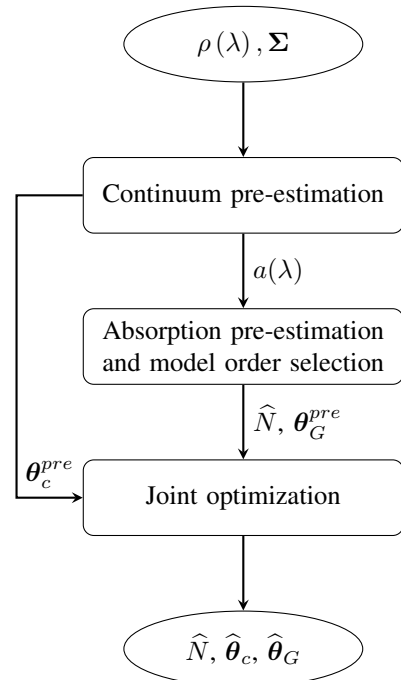 ρ (λ) , Σ
Continuum pre-estimation
a(λ)
Absorption pre-estimation
and model order selection
N̂, θ_G^{pre}
θ_c^{pre}
Joint optimization
N̂, θ̂_c, θ̂_G